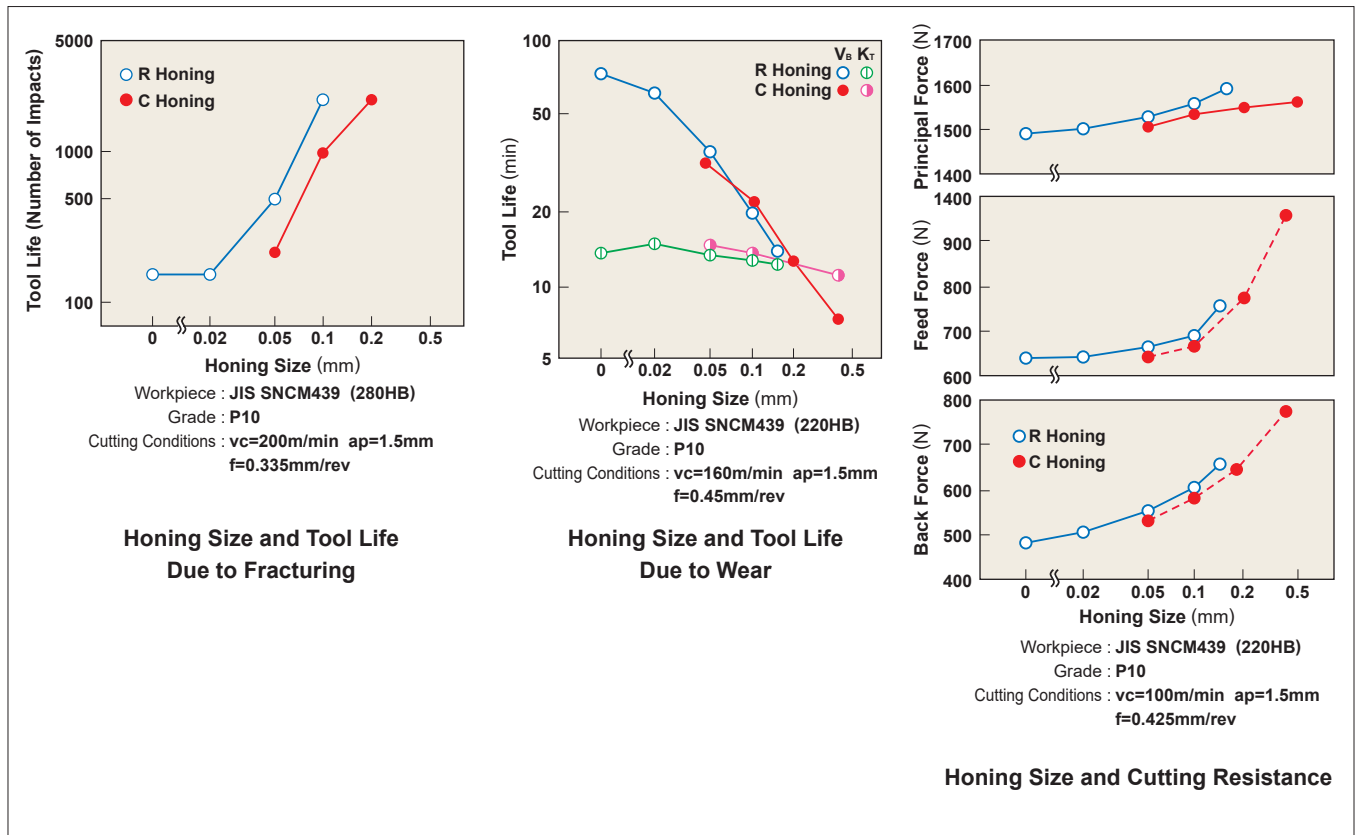 Tool Life (Number of Impacts)
5000
1000
500
100
R Honing
C Honing
0 0.02 0.05 0.1 0.2 0.5
Honing Size (mm)
Workpiece : JIS SNCM439 (280HB)
Grade : P10
Cutting Conditions : vc=200m/min ap=1.5mm
f=0.335mm/rev
Honing Size and Tool Life
Due to Fracturing
Tool Life (min)
100
50
20
10
5
VB KT
R Honing
C Honing
0 0.02 0.05 0.1 0.2 0.5
Honing Size (mm)
Workpiece : JIS SNCM439 (220HB)
Grade : P10
Cutting Conditions : vc=160m/min ap=1.5mm
f=0.45mm/rev
Honing Size and Tool Life
Due to Wear
Principal Force (N)
1700
1600
1500
1400
Feed Force (N)
1400
900
800
700
600
Back Force (N)
800
700
600
500
400
R Honing
C Honing
0 0.02 0.05 0.1 0.2 0.5
Honing Size (mm)
Workpiece : JIS SNCM439 (220HB)
Grade : P10
Cutting Conditions : vc=100m/min ap=1.5mm
f=0.425mm/rev
Honing Size and Cutting Resistance